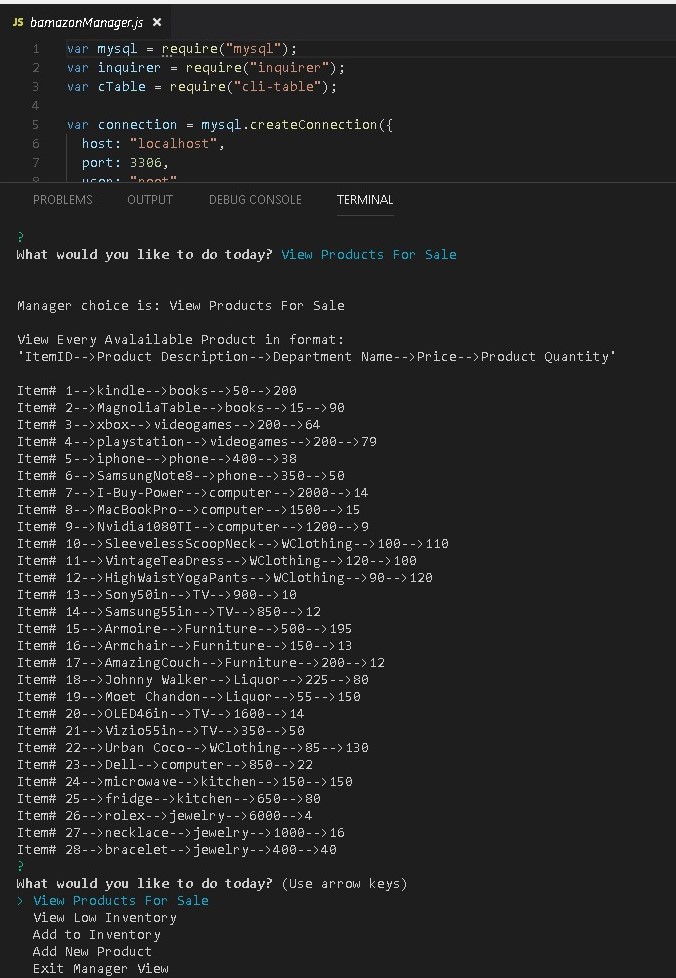 JS bamazonManager.js ×
1 var mysql = require("mysql");
2 var inquirer = require("inquirer");
3 var cTable = require("cli-table");
4
5 var connection = mysql.createConnection({
6 host: "localhost",
7 port: 3306,
8 user: "root"
PROBLEMS OUTPUT DEBUG CONSOLE TERMINAL
?
What would you like to do today? View Products For Sale
Manager choice is: View Products For Sale
View Every Avalailable Product in format:
'ItemID-->Product Description-->Department Name-->Price-->Product Quantity'
Item# 1-->kindle-->books-->50-->200
Item# 2-->MagnoliaTable-->books-->15-->90
Item# 3-->xbox-->videogames-->200-->64
Item# 4-->playstation-->videogames-->200-->79
Item# 5-->iphone-->phone-->400-->38
Item# 6-->SamsungNote8-->phone-->350-->50
Item# 7-->I-Buy-Power-->computer-->2000-->14
Item# 8-->MacBookPro-->computer-->1500-->15
Item# 9-->Nvidia1080TI-->computer-->1200-->9
Item# 10-->SleevelessScoopNeck-->WClothing-->100-->110
Item# 11-->VintageTeaDress-->WClothing-->120-->100
Item# 12-->HighWaistYogaPants-->WClothing-->90-->120
Item# 13-->Sony50in-->TV-->900-->10
Item# 14-->Samsung55in-->TV-->850-->12
Item# 15-->Armoire-->Furniture-->500-->195
Item# 16-->Armchair-->Furniture-->150-->13
Item# 17-->AmazingCouch-->Furniture-->200-->12
Item# 18-->Johnny Walker-->Liquor-->225-->80
Item# 19-->Moet Chandon-->Liquor-->55-->150
Item# 20-->OLED46in-->TV-->1600-->14
Item# 21-->Vizio55in-->TV-->350-->50
Item# 22-->Urban Coco-->WClothing-->85-->130
Item# 23-->Dell-->computer-->850-->22
Item# 24-->microwave-->kitchen-->150-->150
Item# 25-->fridge-->kitchen-->650-->80
Item# 26-->rolex-->jewelry-->6000-->4
Item# 27-->necklace-->jewelry-->1000-->16
Item# 28-->bracelet-->jewelry-->400-->40
?
What would you like to do today? (Use arrow keys)
> View Products For Sale
View Low Inventory
Add to Inventory
Add New Product
Exit Manager View